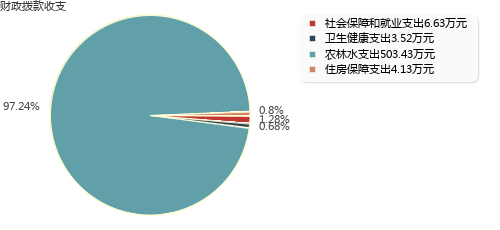 财政拨款收支
社会保障和就业支出6.63万元
卫生健康支出3.52万元
农林水支出503.43万元
住房保障支出4.13万元
97.24%
0.8%
1.28%
0.68%